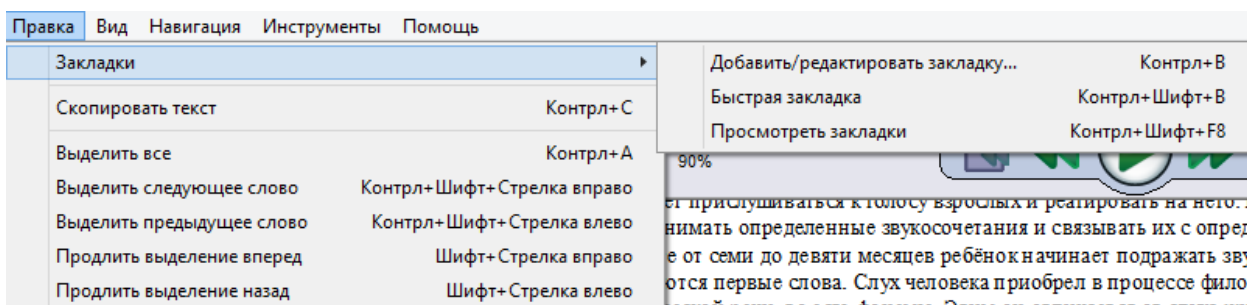 Правка Вид Навигация Инструменты Помощь
Закладки
Добавить/редактировать закладку... Контрл+B
Быстрая закладка Контрл+Шифт+B
Просмотреть закладки Контрл+Шифт+F8
Скопировать текст Контрл+C
Выделить все Контрл+A
Выделить следующее слово Контрл+Шифт+Стрелка вправо
Выделить предыдущее слово Контрл+Шифт+Стрелка влево
Продлить выделение вперед Шифт+Стрелка вправо
Продлить выделение назад Шифт+Стрелка влево
90%
прислушиваться к голосу взрослых и реагировать на него.
нимать определенные звукосочетания и связывать их с опред
е от семи до девяти месяцев ребёнок начинает подражать зву
ются первые слова. Слух человека приобрел в процессе фило